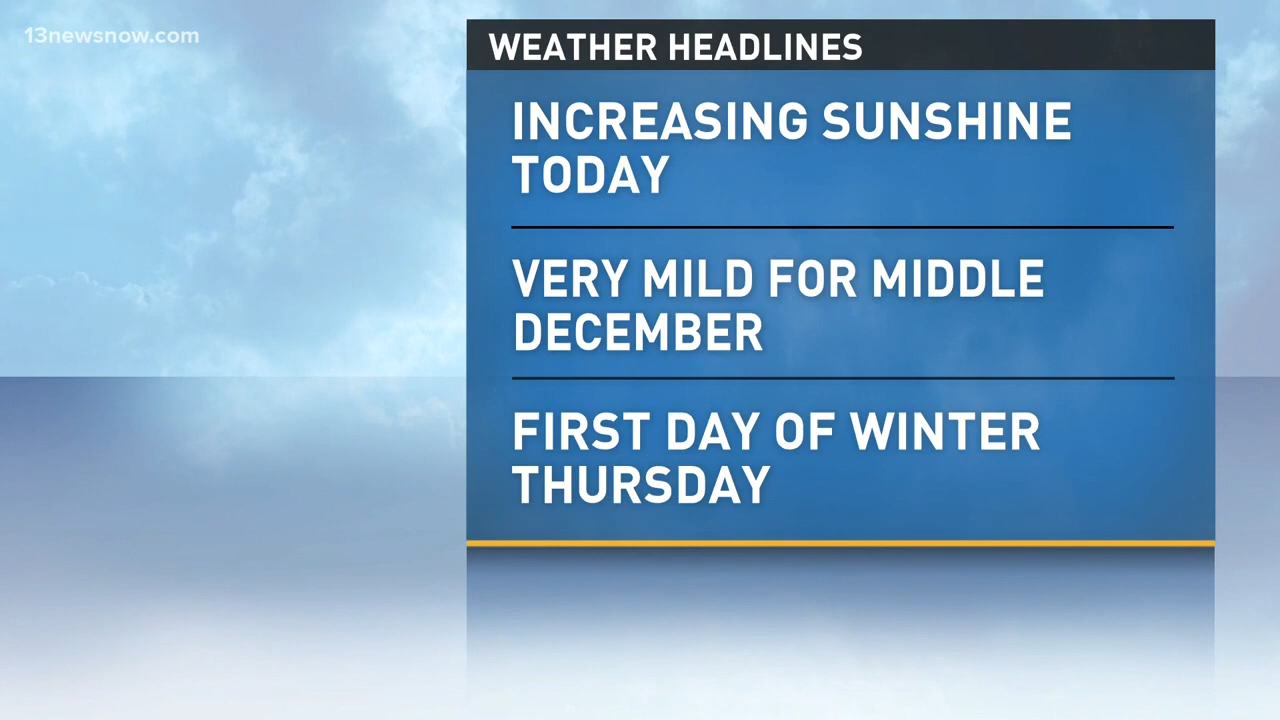 13newsnow.com
WEATHER HEADLINES
INCREASING SUNSHINE
TODAY
VERY MILD FOR MIDDLE
DECEMBER
FIRST DAY OF WINTER
THURSDAY